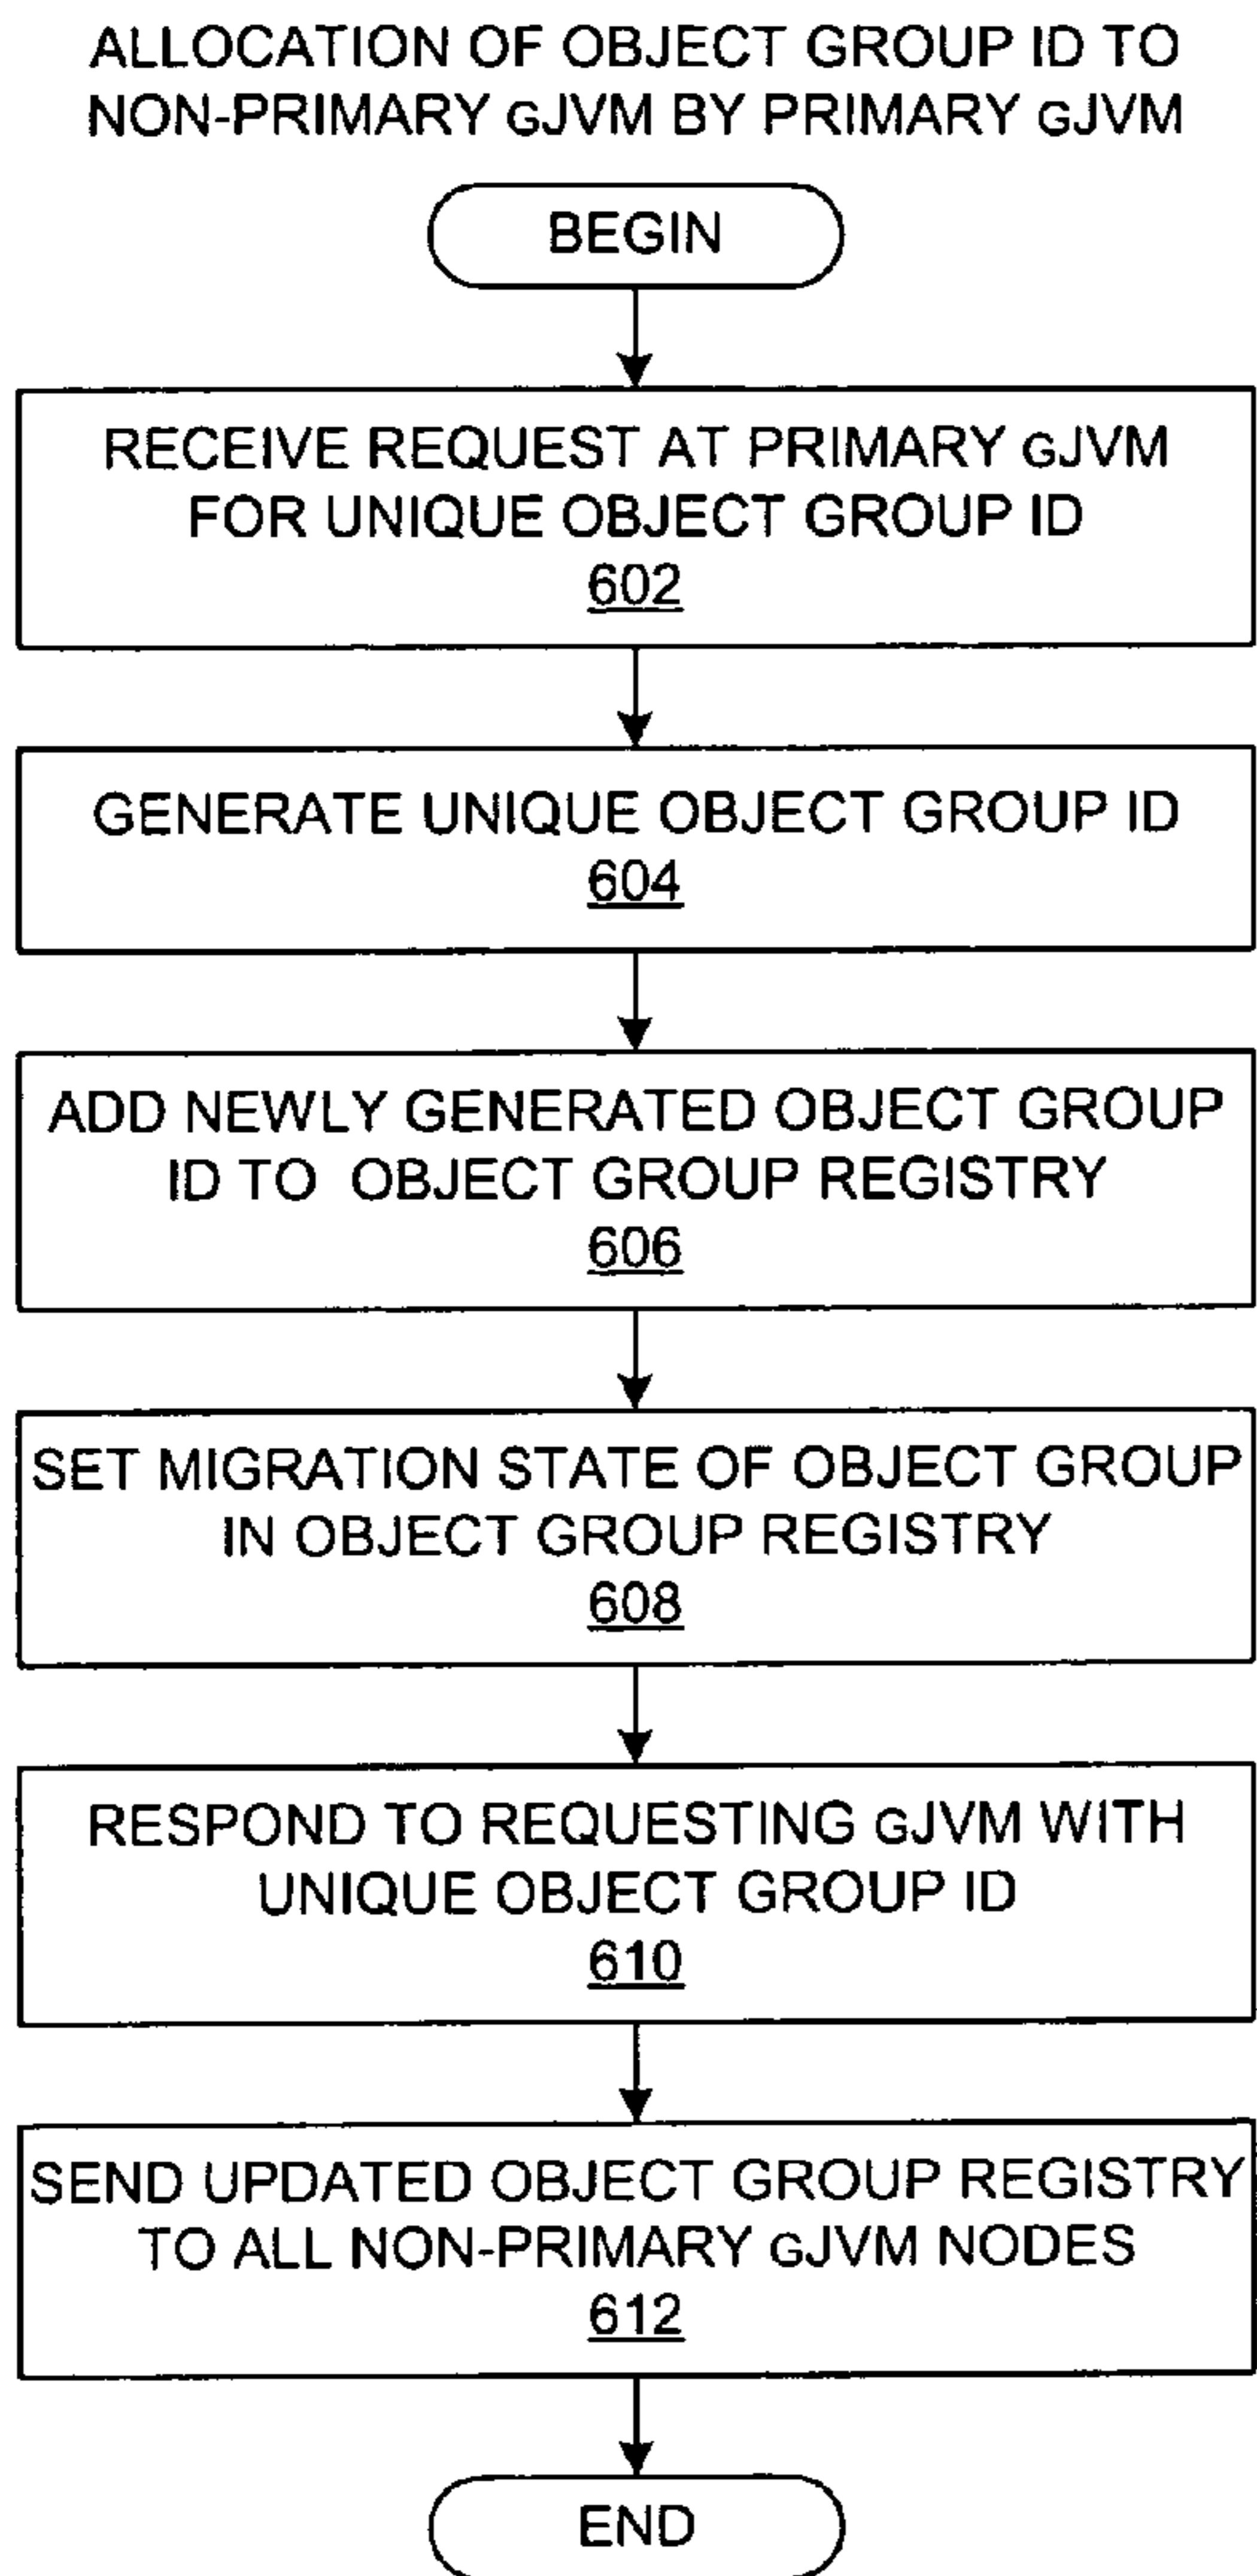 ALLOCATION OF OBJECT GROUP ID TO
NON-PRIMARY GJVM BY PRIMARY GJVM
BEGIN
RECEIVE REQUEST AT PRIMARY GJVM
FOR UNIQUE OBJECT GROUP ID
602
GENERATE UNIQUE OBJECT GROUP ID
604
ADD NEWLY GENERATED OBJECT GROUP
ID TO OBJECT GROUP REGISTRY
606
SET MIGRATION STATE OF OBJECT GROUP
IN OBJECT GROUP REGISTRY
608
RESPOND TO REQUESTING GJVM WITH
UNIQUE OBJECT GROUP ID
610
SEND UPDATED OBJECT GROUP REGISTRY
TO ALL NON-PRIMARY GJVM NODES
612
END